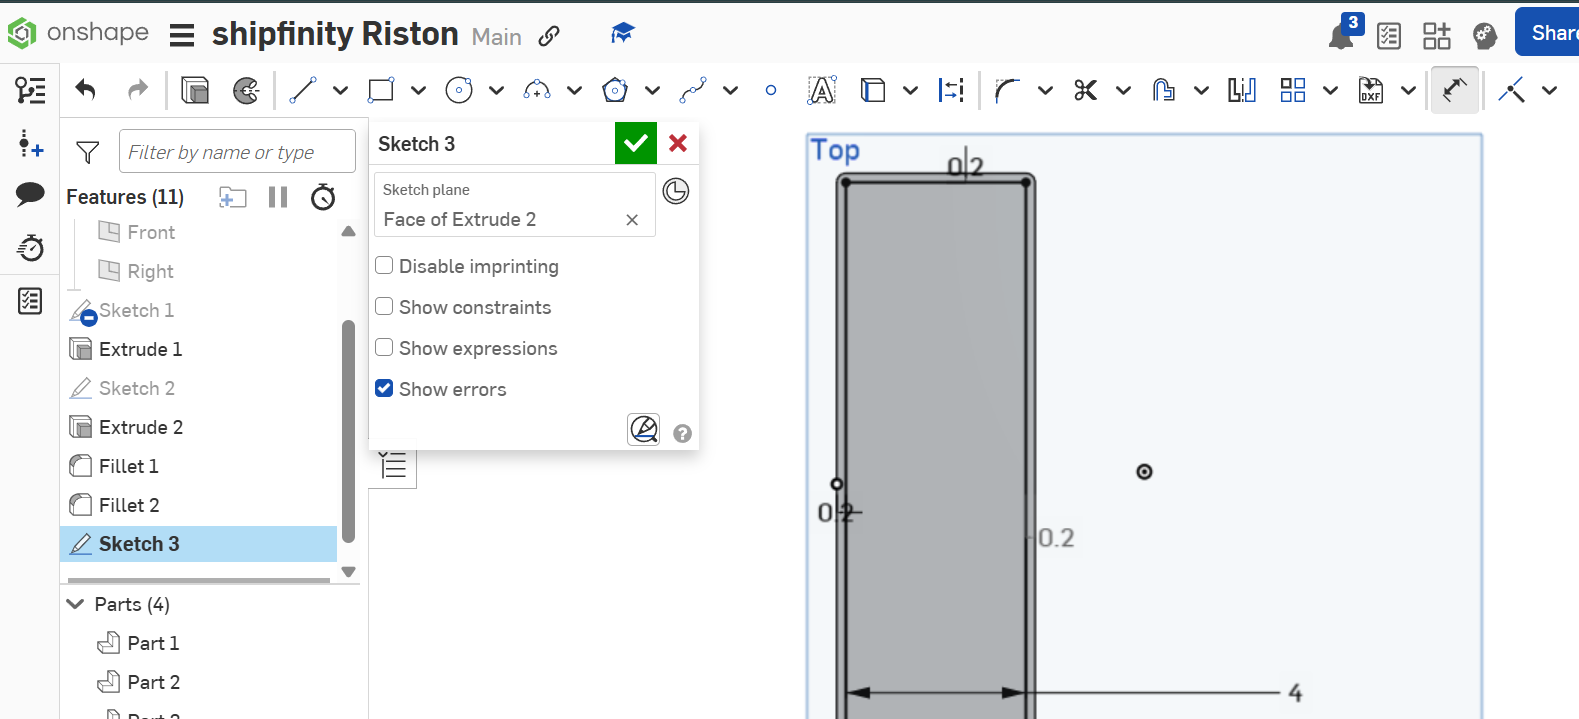 onshape
shipfinity Riston
Main
3
Share
A
DXF
Filter by name or type
Features (11)
Front
Right
Sketch 1
Extrude 1
Sketch 2
Extrude 2
Fillet 1
Fillet 2
Sketch 3
Parts (4)
Part 1
Part 2
Sketch 3
Sketch plane
Face of Extrude 2
Disable imprinting
Show constraints
Show expressions
Show errors
?
Top
0.2
0.2
0.2
4